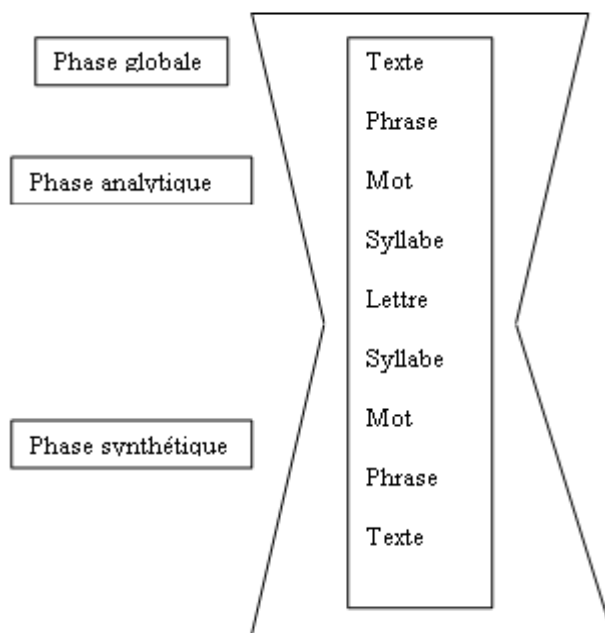 Phase globale
Texte
Phrase
Phase analytique
Mot
Syllabe
Lettre
Syllabe
Mot
Phase synthétique
Phrase
Texte